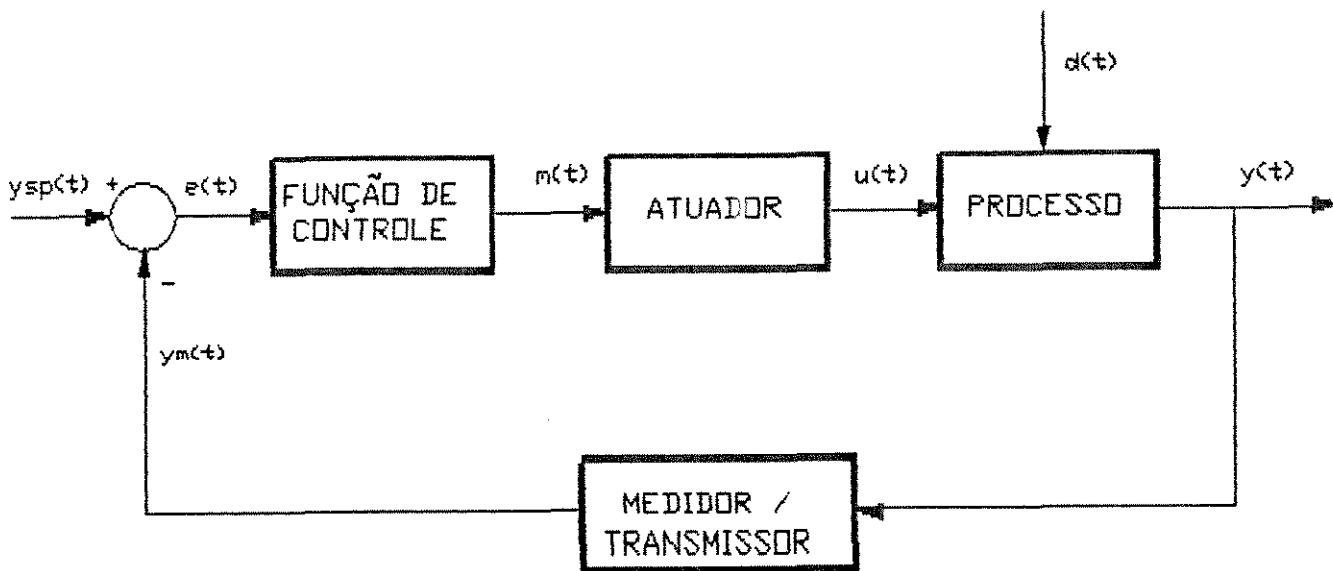 d(t)
ysp(t) +
e(t)
FUNÇÃO DE
CONTROLE
m(t)
ATUADOR
u(t)
PROCESSO
y(t)
-
ym(t)
MEDIDOR /
TRANSMISSOR